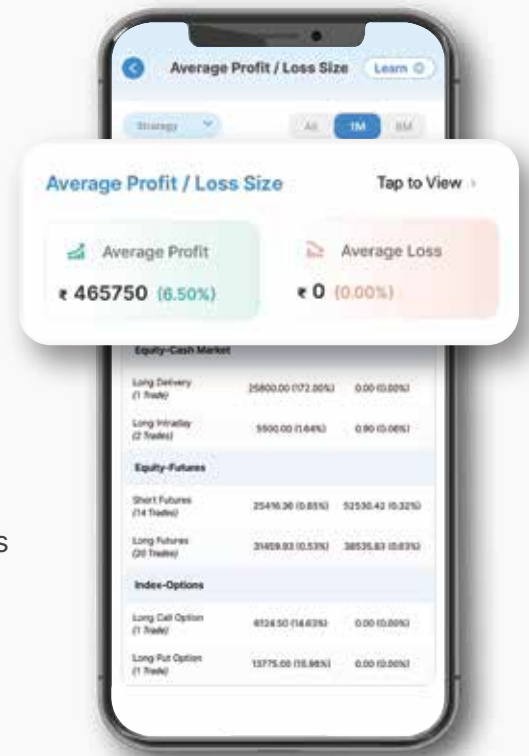 Average Profit / Loss Size Learn
Strategy All 1M 6M
Average Profit / Loss Size Tap to View
Average Profit Average Loss
₹ 465750 (6.50%) ₹ 0 (0.00%)
Equity-Cash Market
Long Delivery 25800.00 (172.00%) 0.00 (0.00%)
(1 Trade)
Long Intraday 5500.00 (1.64%) 0.90 (0.06%)
(2 Trades)
Equity-Futures
Short Futures 25416.36 (0.85%) 52530.42 (0.32%)
(14 Trades)
Long Futures 31459.93 (0.53%) 38535.83 (0.63%)
(20 Trades)
s
Index-Options
Long Call Option 6124.50 (14.63%) 0.00 (0.00%)
(1 Trade)
Long Put Option 13775.00 (15.96%) 0.00 (0.00%)
(1 Trade)